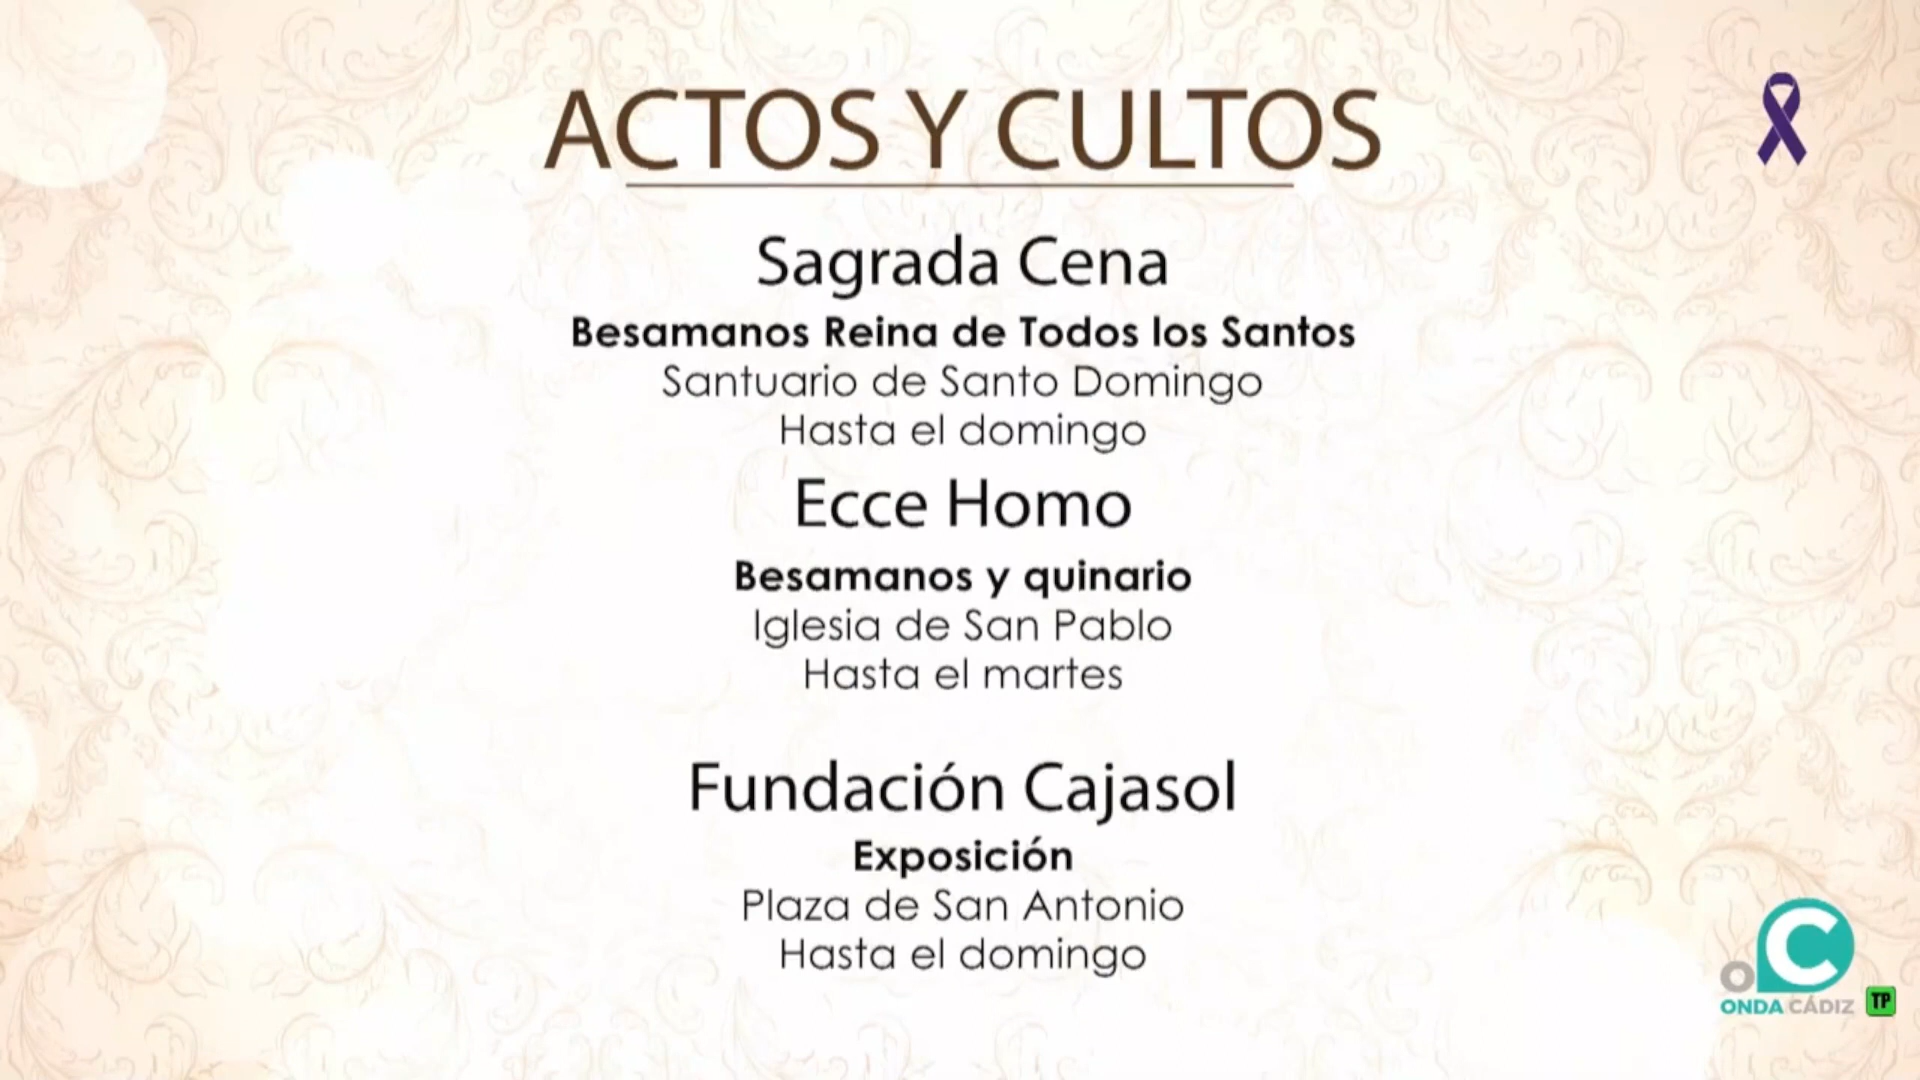 ACTOS Y CULTOS
Sagrada Cena
Besamanos Reina de Todos los Santos
Santuario de Santo Domingo
Hasta el domingo
Ecce Homo
Besamanos y quinario
Iglesia de San Pablo
Hasta el martes
Fundación Cajasol
Exposición
Plaza de San Antonio
Hasta el domingo
OC
ONDA CÁDIZ TP